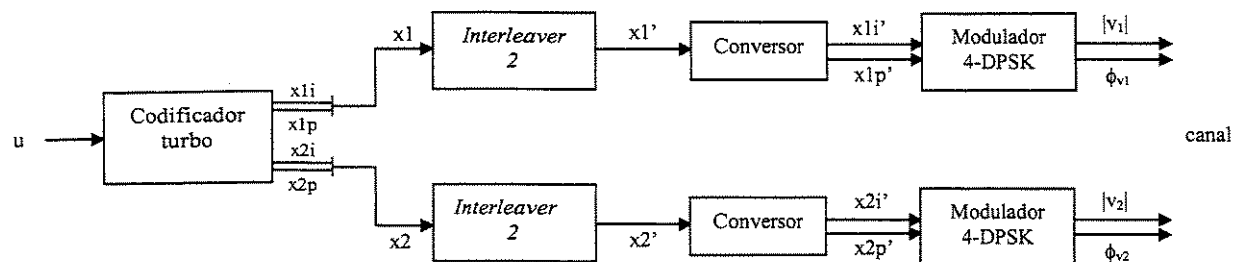 u
Codificador
turbo
x1i
x1p
x2i
x2p
x1
Interleaver
2
x1’
Conversor
x1i’
x1p’
Modulador
4-DPSK
|v₁|
ϕv1
canal
x2
Interleaver
2
x2’
Conversor
x2i’
x2p’
Modulador
4-DPSK
|v₂|
ϕv2